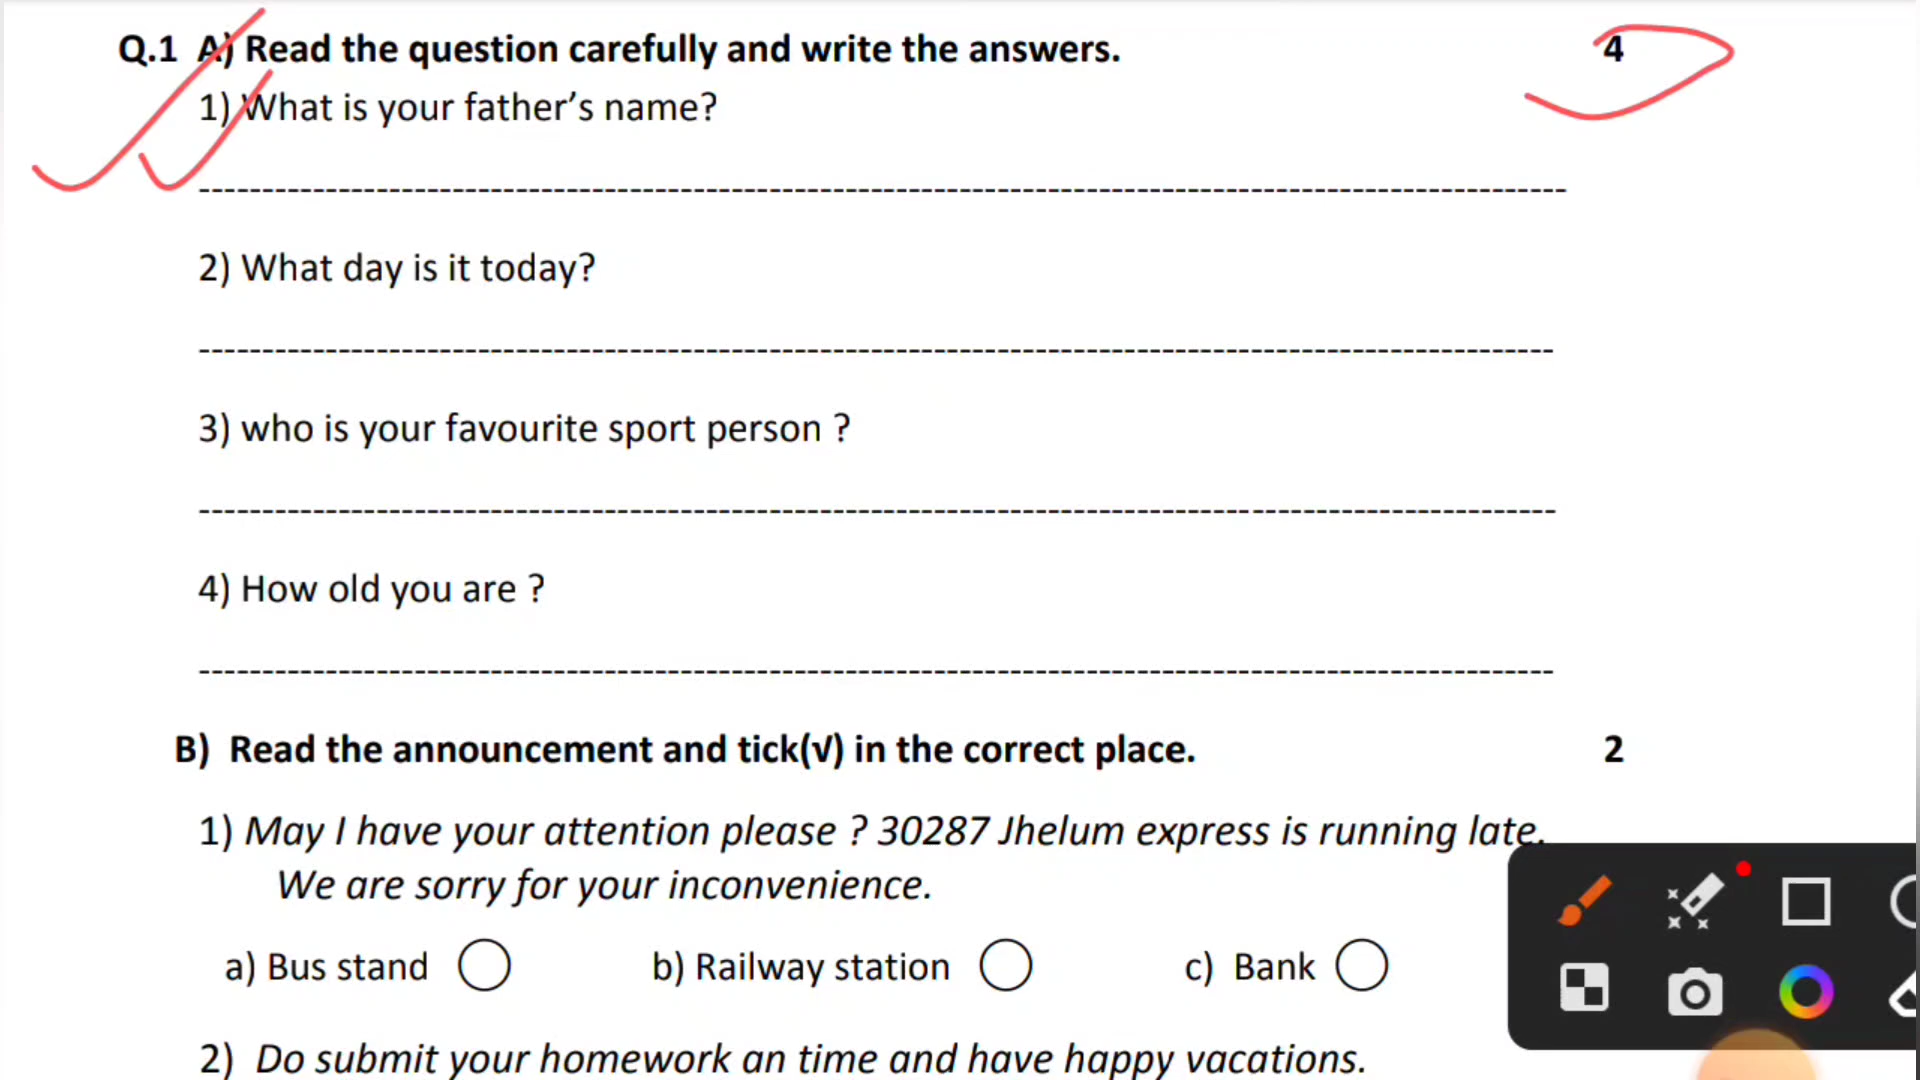 Q.1 A) Read the question carefully and write the answers. 4
1) What is your father’s name?
2) What day is it today?
3) who is your favourite sport person ?
4) How old you are ?
B) Read the announcement and tick(√) in the correct place. 2
1) May I have your attention please ? 30287 Jhelum express is running late.
We are sorry for your inconvenience.
a) Bus stand b) Railway station c) Bank
2) Do submit your homework an time and have happy vacations.